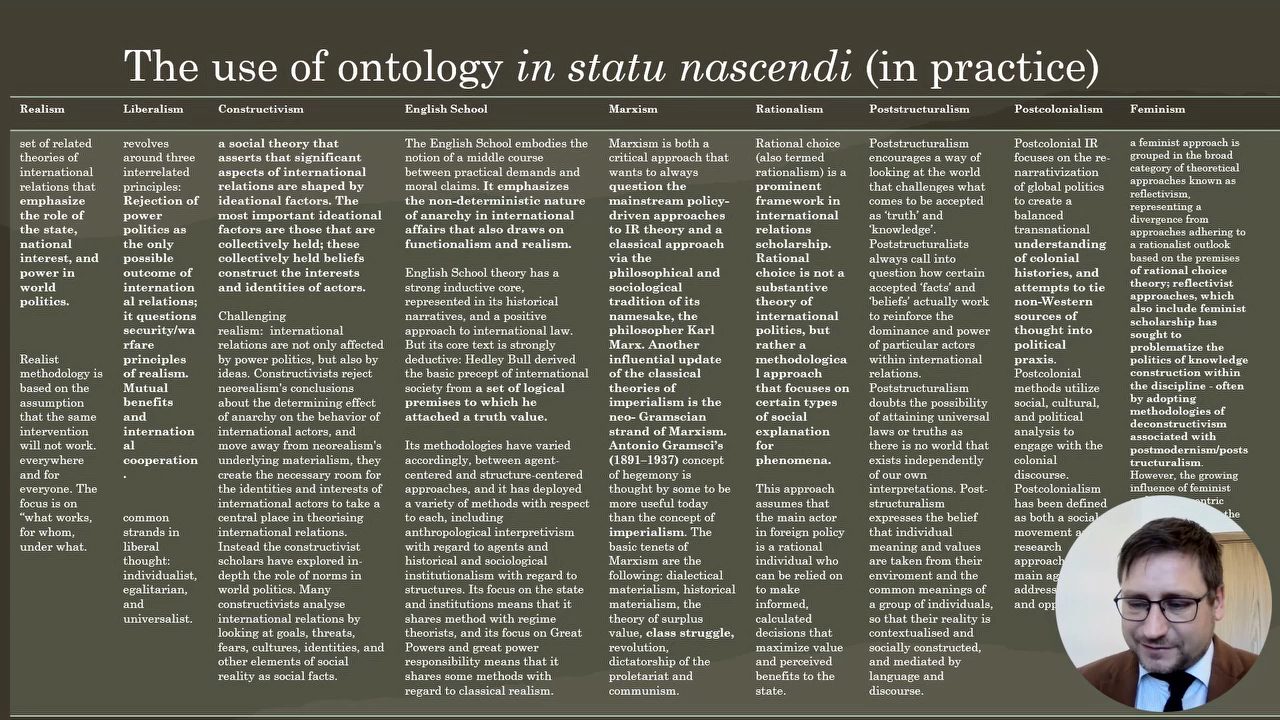 The use of ontology in statu nascendi (in practice)
Realism
set of related
theories of
international
relations that
emphasize
the role of
the state,
national
interest, and
power in
world
politics.
Realist
methodology is
based on the
assumption
that the same
intervention
will not work.
everywhere
and for
everyone. The
focus is on
“what works,
for whom,
under what.
Liberalism
revolves
around three
interrelated
principles:
Rejection of
power
politics as
the only
possible
outcome of
internation
al relations;
it questions
security/wa
rfare
principles
of realism.
Mutual
benefits
and
internation
al
cooperation
.
common
strands in
liberal
thought:
individualist,
egalitarian,
and
universalist.
Constructivism
a social theory that
asserts that significant
aspects of international
relations are shaped by
ideational factors. The
most important ideational
factors are those that are
collectively held; these
collectively held beliefs
construct the interests
and identities of actors.
Challenging
realism: international
relations are not only affected
by power politics, but also by
ideas. Constructivists reject
neorealism's conclusions
about the determining effect
of anarchy on the behavior of
international actors, and
move away from neorealism's
underlying materialism, they
create the necessary room for
the identities and interests of
international actors to take a
central place in theorising
international relations.
Instead the constructivist
scholars have explored in-
depth the role of norms in
world politics. Many
constructivists analyse
international relations by
looking at goals, threats,
fears, cultures, identities, and
other elements of social
reality as social facts.
English School
The English School embodies the
notion of a middle course
between practical demands and
moral claims. It emphasizes
the non-deterministic nature
of anarchy in international
affairs that also draws on
functionalism and realism.
English School theory has a
strong inductive core,
represented in its historical
narratives, and a positive
approach to international law.
But its core text is strongly
deductive: Hedley Bull derived
the basic precept of international
society from a set of logical
premises to which he
attached a truth value.
Its methodologies have varied
accordingly, between agent-
centered and structure-centered
approaches, and it has deployed
a variety of methods with respect
to each, including
anthropological interpretivism
with regard to agents and
historical and sociological
institutionalism with regard to
structures. Its focus on the state
and institutions means that it
shares method with regime
theorists, and its focus on Great
Powers and great power
responsibility means that it
shares some methods with
regard to classical realism.
Marxism
Marxism is both a
critical approach that
wants to always
question the
mainstream policy-
driven approaches
to IR theory and a
classical approach
via the
philosophical and
sociological
tradition of its
namesake, the
philosopher Karl
Marx. Another
influential update
of the classical
theories of
imperialism is the
neo- Gramscian
strand of Marxism.
Antonio Gramsci’s
(1891–1937) concept
of hegemony is
thought by some to be
more useful today
than the concept of
imperialism. The
basic tenets of
Marxism are the
following: dialectical
materialism, historical
materialism, the
theory of surplus
value, class struggle,
revolution,
dictatorship of the
proletariat and
communism.
Rationalism
Rational choice
(also termed
rationalism) is a
prominent
framework in
international
relations
scholarship.
Rational
choice is not a
substantive
theory of
international
politics, but
rather a
methodologica
l approach
that focuses on
certain types
of social
explanation
for
phenomena.
This approach
assumes that
the main actor
in foreign policy
is a rational
individual who
can be relied on
to make
informed,
calculated
decisions that
maximize value
and perceived
benefits to the
state.
Poststructuralism
Poststructuralism
encourages a way of
looking at the world
that challenges what
comes to be accepted
as ‘truth’ and
‘knowledge’.
Poststructuralists
always call into
question how certain
accepted ‘facts’ and
‘beliefs’ actually work
to reinforce the
dominance and power
of particular actors
within international
relations.
Poststructuralism
doubts the possibility
of attaining universal
laws or truths as
there is no world that
exists independently
of our own
interpretations. Post-
structuralism
expresses the belief
that individual
meaning and values
are taken from their
enviroment and the
common meanings of
a group of individuals,
so that their reality is
contextualised and
socially constructed,
and mediated by
language and
discourse.
Postcolonialism
Postcolonial IR
focuses on the re-
narrativization
of global politics
to create a
balanced
transnational
understanding
of colonial
histories, and
attempts to tie
non-Western
sources of
thought into
political
praxis.
Postcolonial
methods utilize
social, cultural,
and political
analysis to
engage with the
colonial
discourse.
Postcolonialism
has been defined
as both a social
movement a
research
approach
main ag
address
and opp
Feminism
a feminist approach is
grouped in the broad
category of theoretical
approaches known as
reflectivism,
representing a
divergence from
approaches adhering to
a rationalist outlook
based on the premises
of rational choice
theory; reflectivist
approaches, which
also include feminist
scholarship has
sought to
problematize the
politics of knowledge
construction within
the discipline - often
by adopting
methodologies of
deconstructivism
associated with
postmodernism/posts
tructuralism.
However, the growing
influence of feminist
the